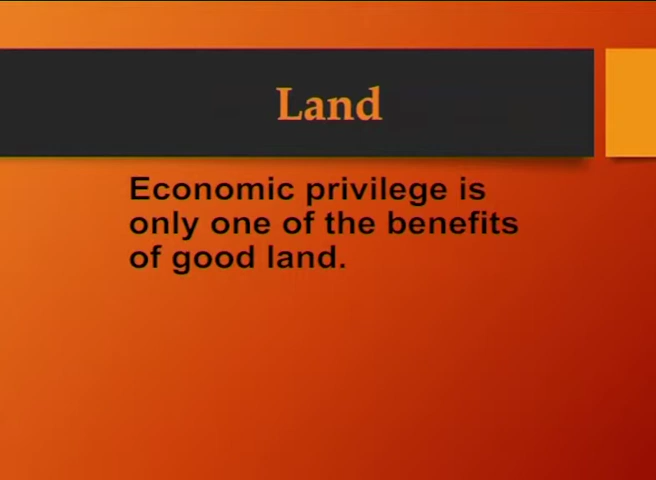 Land
Economic privilege is
only one of the benefits
of good land.